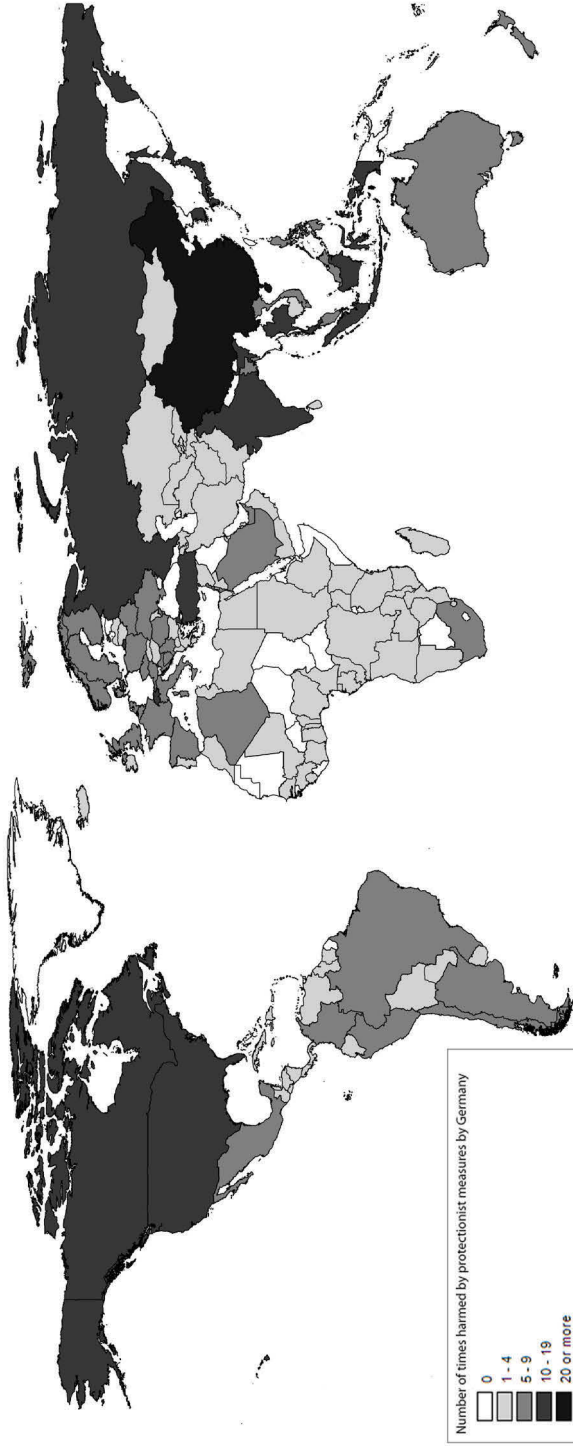 Number of times harmed by protectionist measures by Germany
0
1 - 4
5 - 9
10 - 19
20 or more